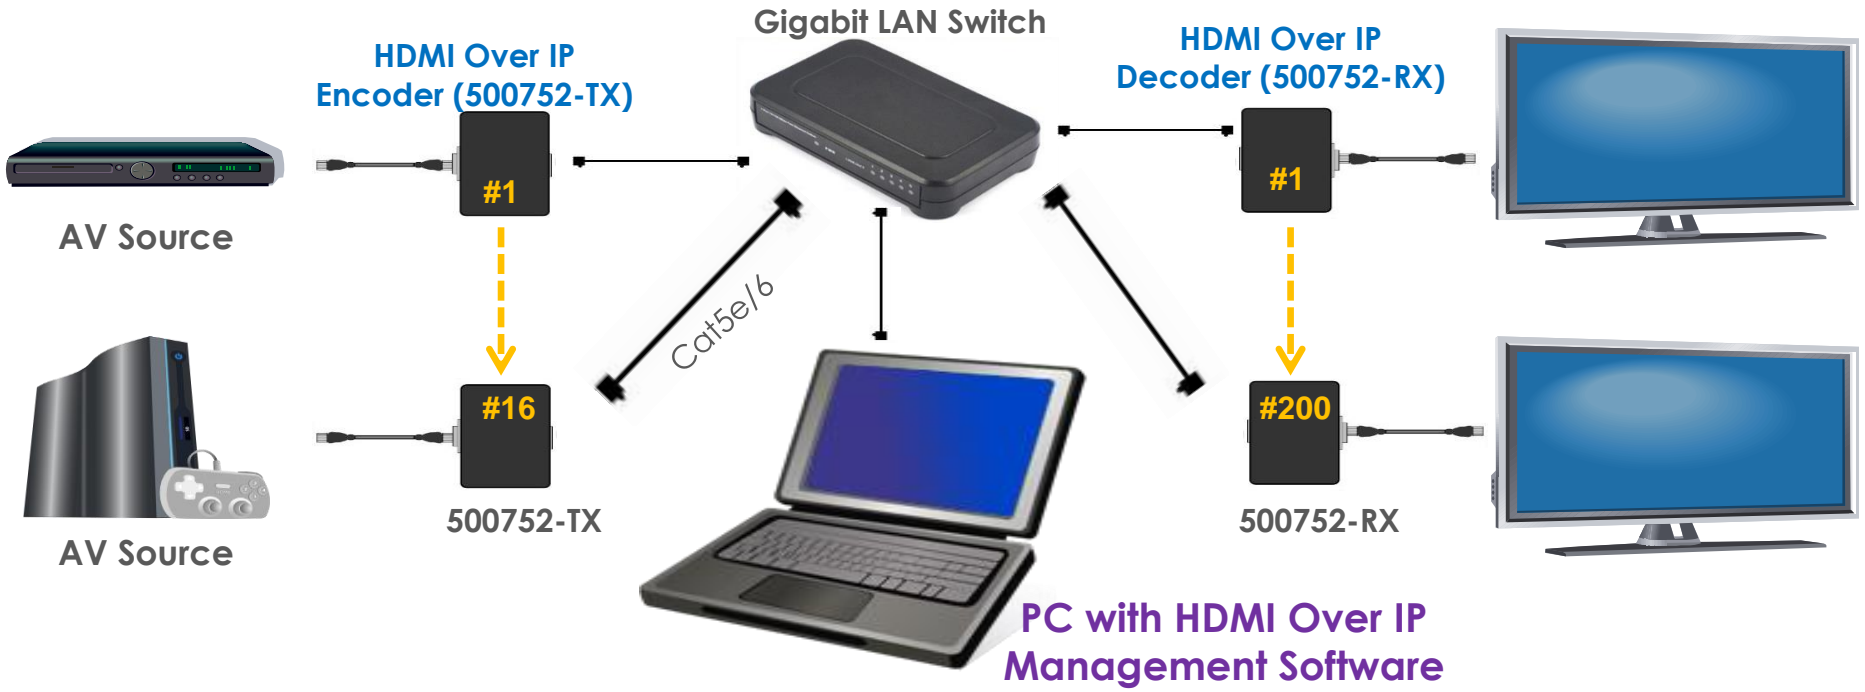 Gigabit LAN Switch
HDMI Over IP
Encoder (500752-TX)
HDMI Over IP
Decoder (500752-RX)
#1
#1
AV Source
Cat5e/6
#16
#200
500752-TX
500752-RX
AV Source
PC with HDMI Over IP
Management Software